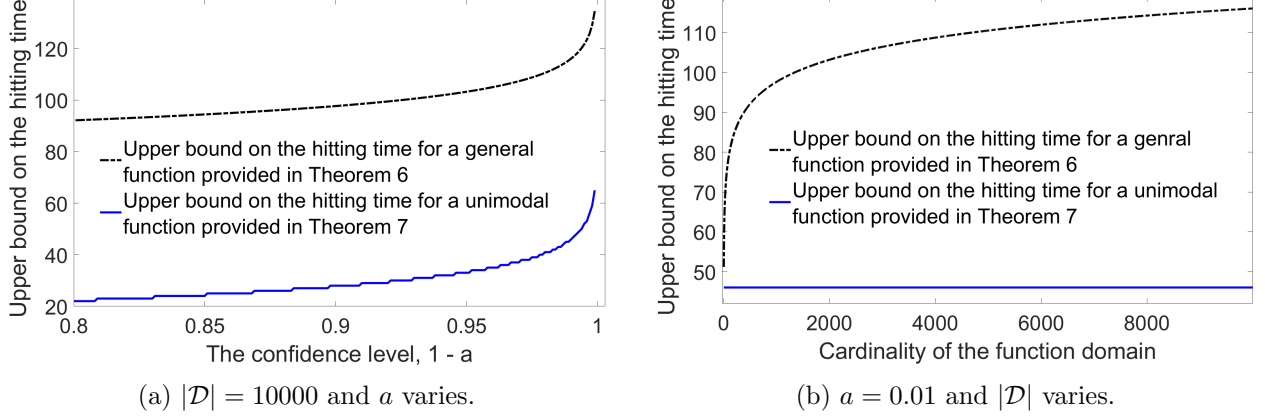 Upper bound on the hitting time
120
100
80
60
40
20
Upper bound on the hitting time for a general
function provided in Theorem 6
Upper bound on the hitting time for a unimodal
function provided in Theorem 7
0.8
0.85
0.9
0.95
1
The confidence level, 1 - a
(a) |𝒟| = 10000 and a varies.
Upper bound on the hitting time
110
100
90
80
70
60
50
Upper bound on the hitting time for a genral
function provided in Theorem 6
Upper bound on the hitting time for a unimodal
function provided in Theorem 7
0
2000
4000
6000
8000
Cardinality of the function domain
(b) a = 0.01 and |𝒟| varies.